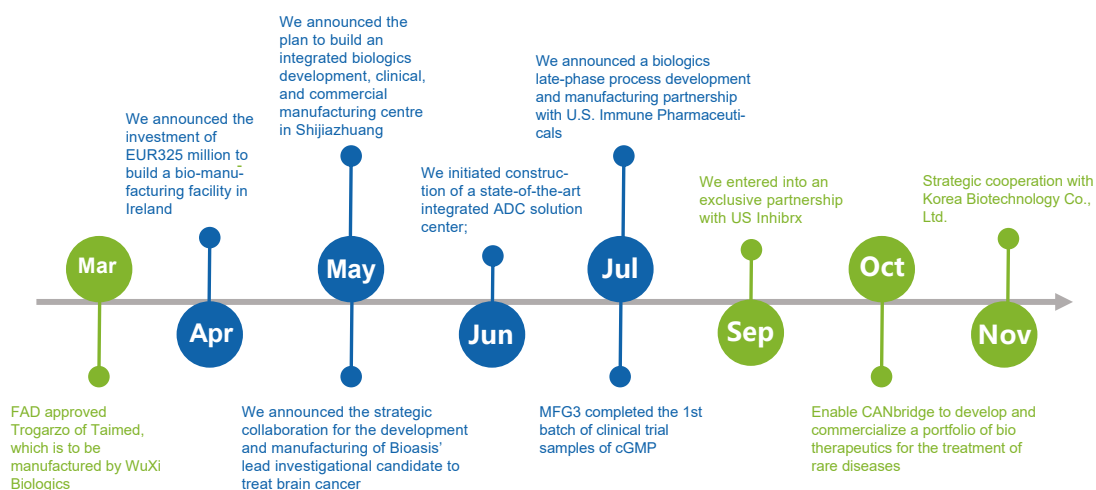 We announced the
plan to build an
integrated biologics
development, clinical,
and commercial
manufacturing centre
in Shijiazhuang
We announced a biologics
late-phase process development
and manufacturing partnership
with U.S. Immune Pharmaceuti-
cals
We announced the
investment of
EUR325 million to
build a bio-manu-
facturing facility in
Ireland
We initiated construc-
tion of a state-of-the-art
integrated ADC solution
center;
We entered into an
exclusive partnership
with US Inhibrx
Strategic cooperation with
Korea Biotechnology Co.,
Ltd.
Mar
Apr
May
Jun
Jul
Sep
Oct
Nov
FAD approved
Trogarzo of Taimed,
which is to be
manufactured by WuXi
Biologics
We announced the strategic
collaboration for the development
and manufacturing of Bioasis'
lead investigational candidate to
treat brain cancer
MFG3 completed the 1st
batch of clinical trial
samples of cGMP
Enable CANbridge to develop and
commercialize a portfolio of bio
therapeutics for the treatment of
rare diseases